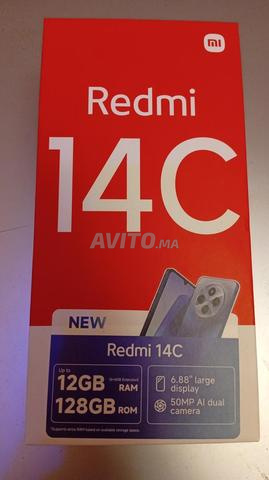 mi
Redmi
14C
AVITO.MA
NEW
Redmi 14C
Up to
12GB
RAM
128GB ROM
6.88" large
display
50MP AI dual
camera